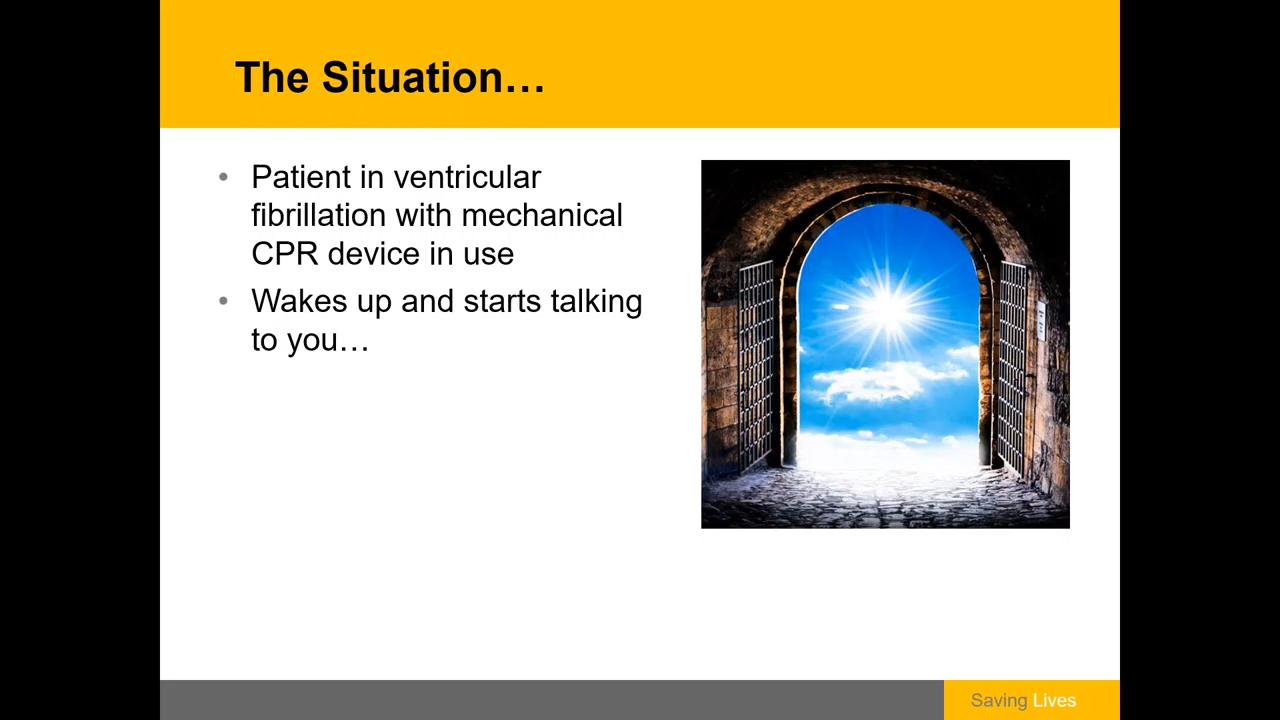 The Situation…
• Patient in ventricular
fibrillation with mechanical
CPR device in use
• Wakes up and starts talking
to you…
Saving Lives